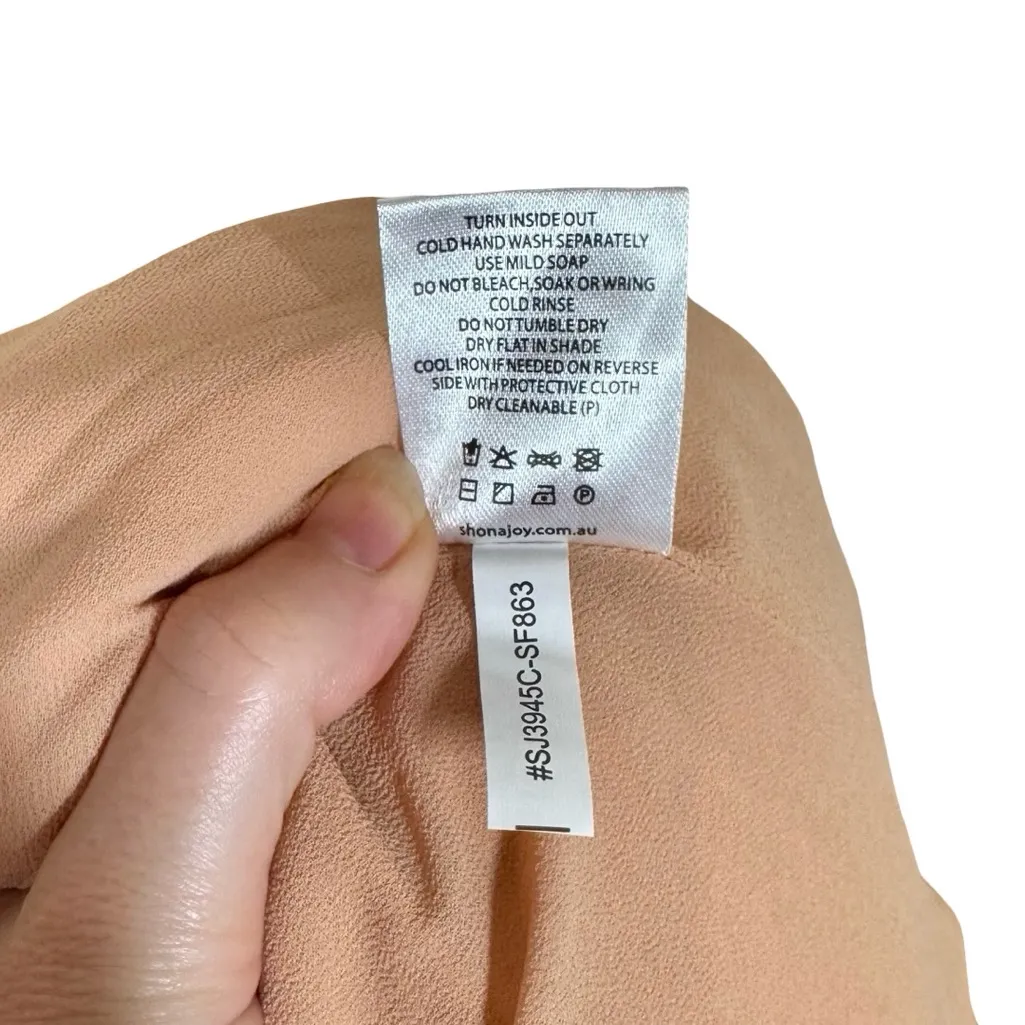 TURN INSIDE OUT
COLD HAND WASH SEPARATELY
USE MILD SOAP
DO NOT BLEACH,SOAK OR WRING
COLD RINSE
DO NOT TUMBLE DRY
DRY FLAT IN SHADE
COOL IRON IF NEEDED ON REVERSE
SIDE WITH PROTECTIVE CLOTH
DRY CLEANABLE (P)
P
shonajoy.com.au
#SJ3945C-SF863